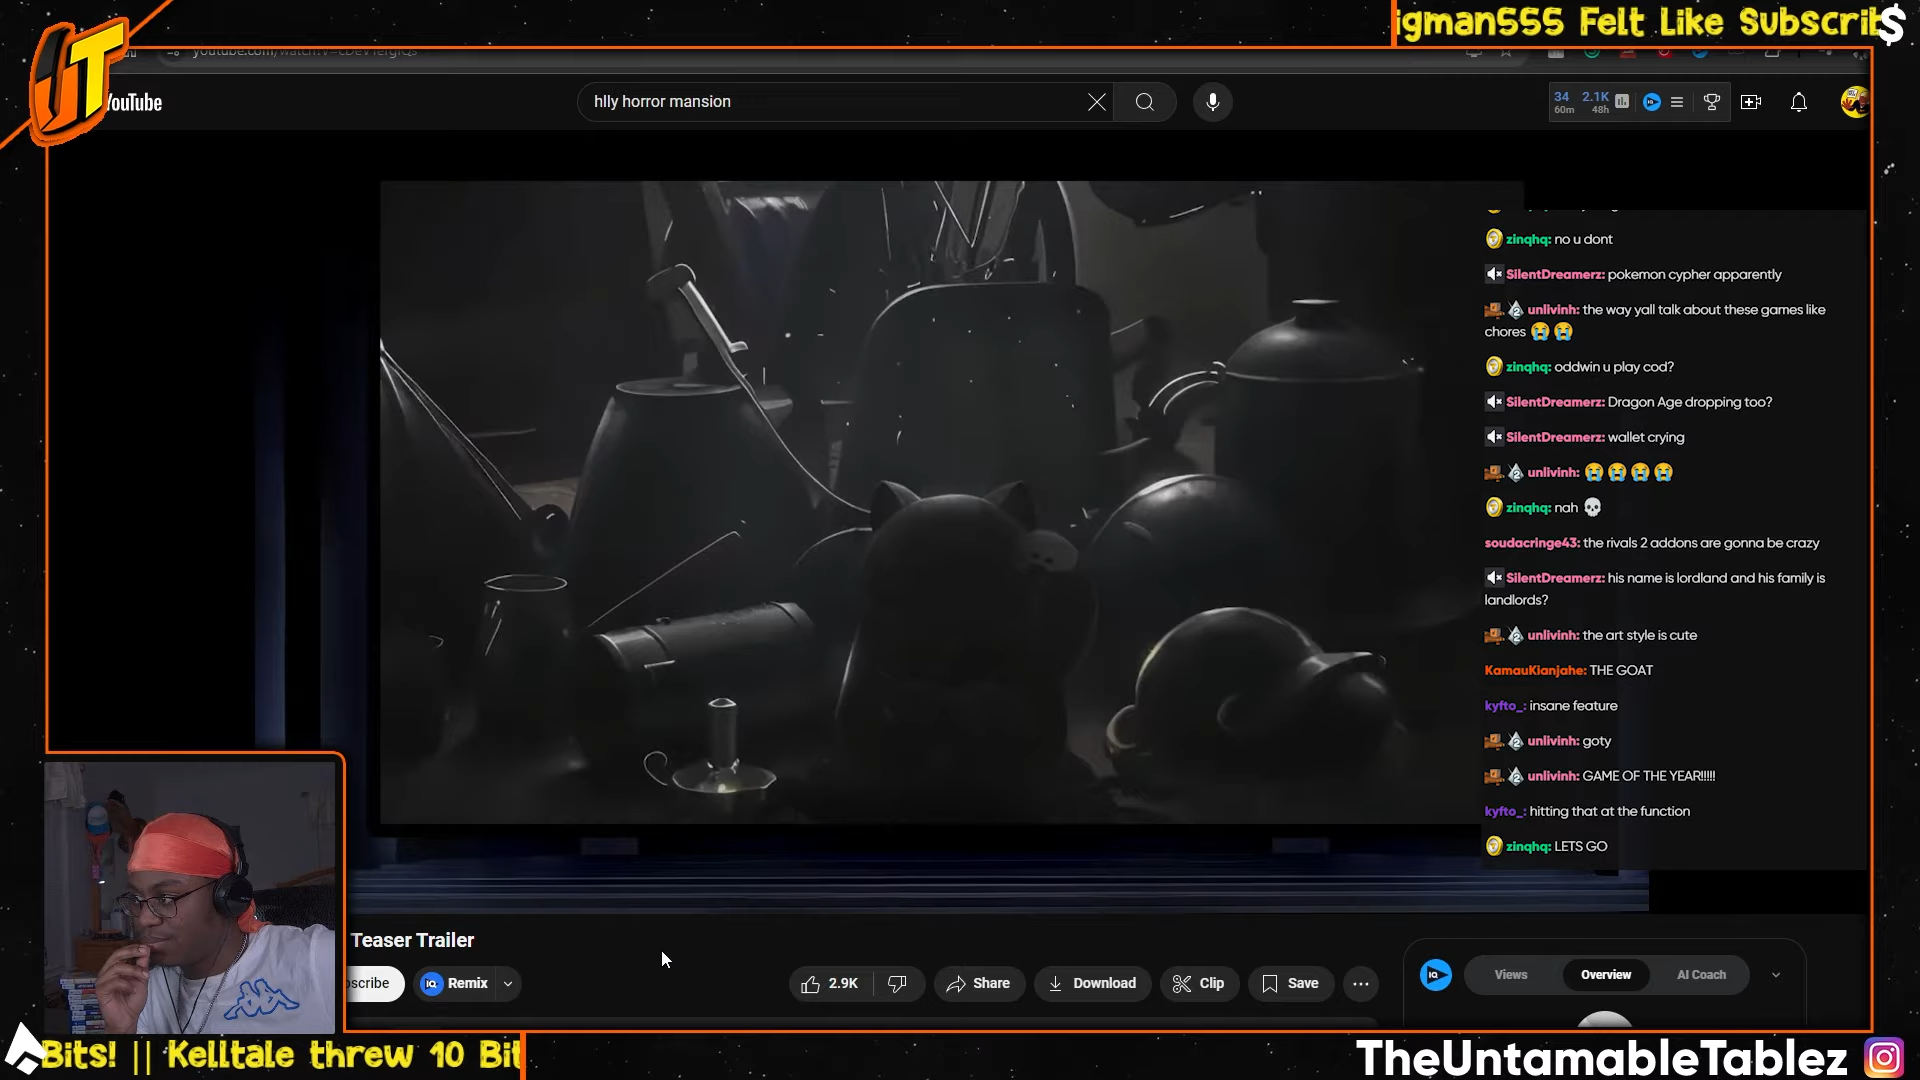 igman555 Felt Like Subscrib
$
UT
YouTube
hlly horror mansion
34
60m
2.1K
48h
zinqhq: no u dont
SilentDreamerz: pokemon cypher apparently
unlivinh: the way yall talk about these games like
chores 😭😭
zinqhq: oddwin u play cod?
SilentDreamerz: Dragon Age dropping too?
SilentDreamerz: wallet crying
unlivinh: 😭😭😭😭
zinqhq: nah 💀
soudacringe43: the rivals 2 addons are gonna be crazy
SilentDreamerz: his name is lordland and his family is
landlords?
unlivinh: the art style is cute
KamauKianjahe: THE GOAT
kyfto_: insane feature
unlivinh: goty
unlivinh: GAME OF THE YEAR!!!!!
kyfto_: hitting that at the function
zinqhq: LETS GO
Teaser Trailer
scribe
IQ
Remix
2.9K
Share
Download
Clip
Save
IQ
Views
Overview
AI Coach
Bits! || Kelltale threw 10 Bit
TheUntamableTablez